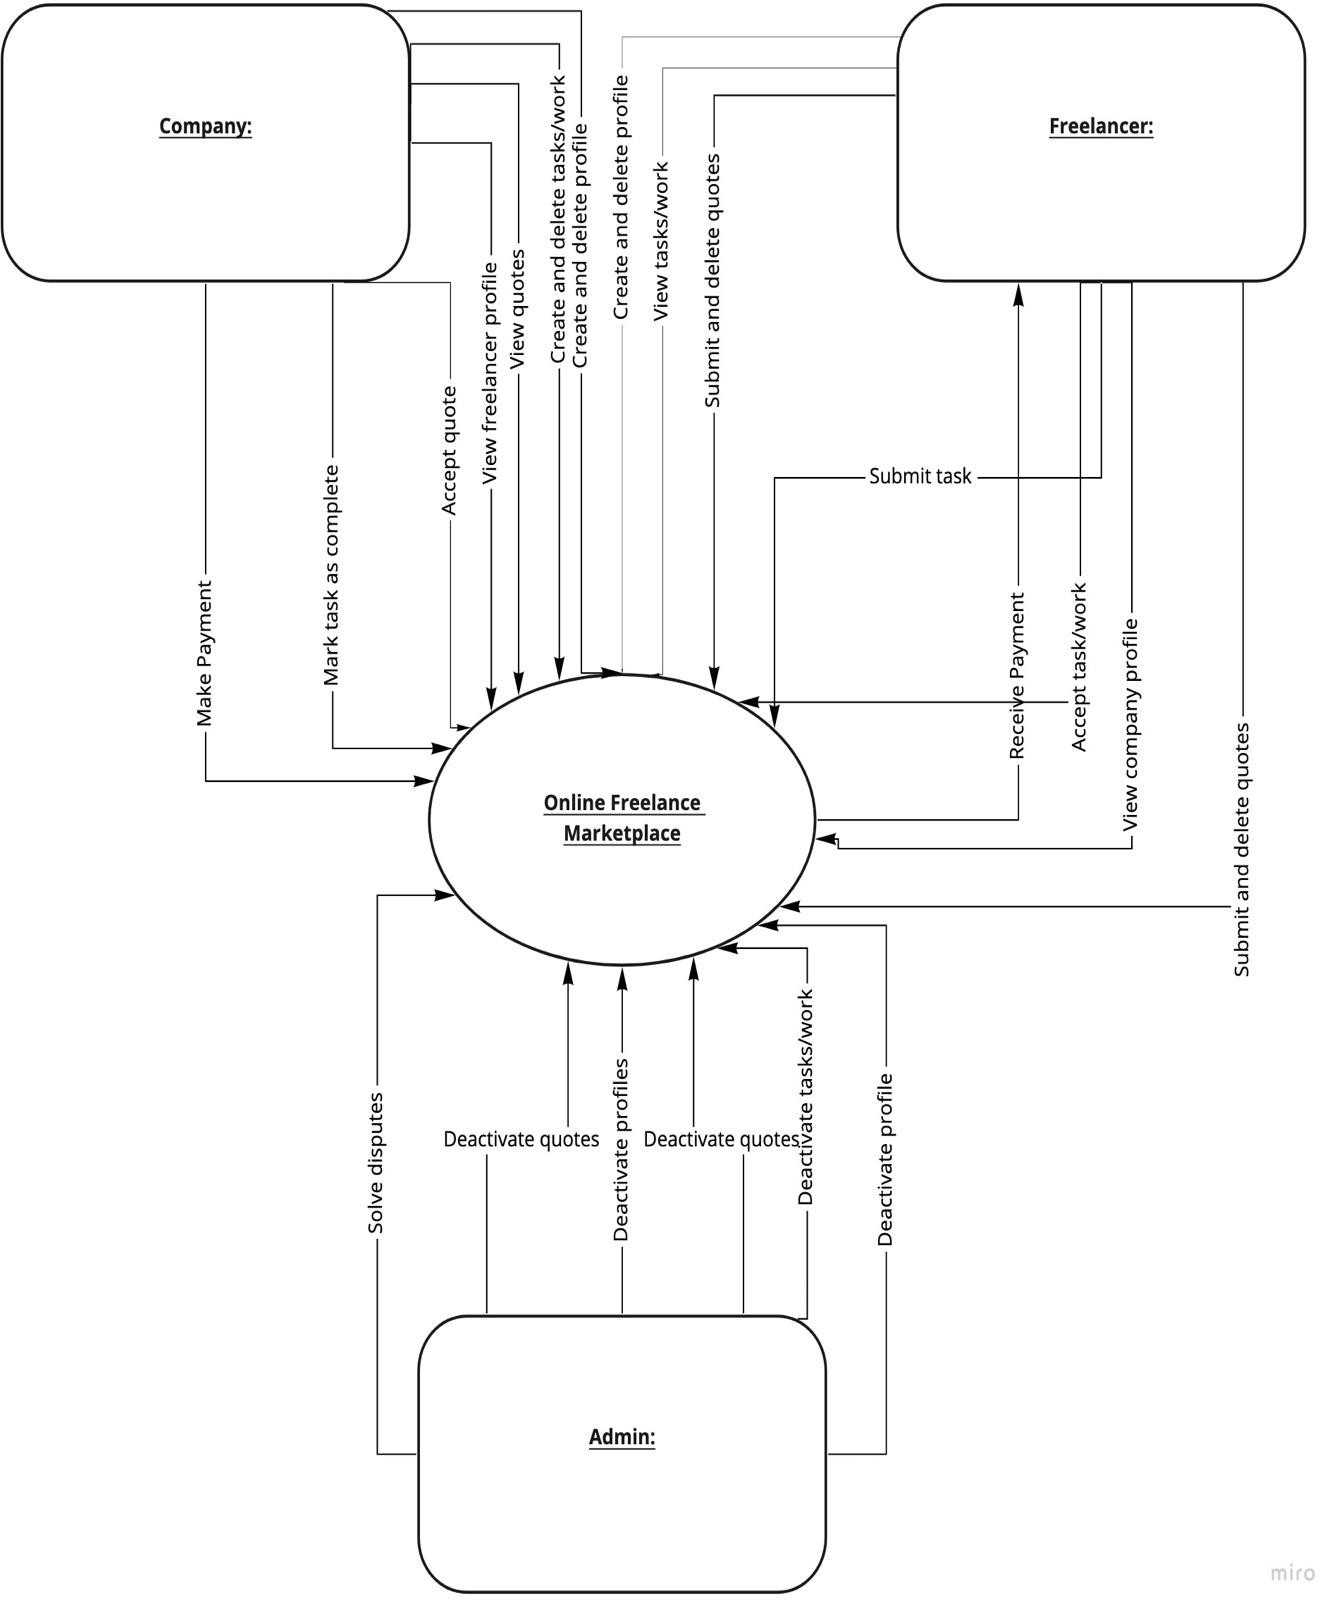 Company:
Freelancer:
Create and delete tasks/work
Create and delete profile
Create and delete profile
View tasks/work
Submit and delete quotes
View quotes
View freelancer profile
Accept quote
Mark task as complete
Make Payment
Submit task
Receive Payment
Accept task/work
View company profile
Submit and delete quotes
Online Freelance
Marketplace
Solve disputes
Deactivate quotes
Deactivate profiles
Deactivate quotes
Deactivate tasks/work
Deactivate profile
Admin:
miro